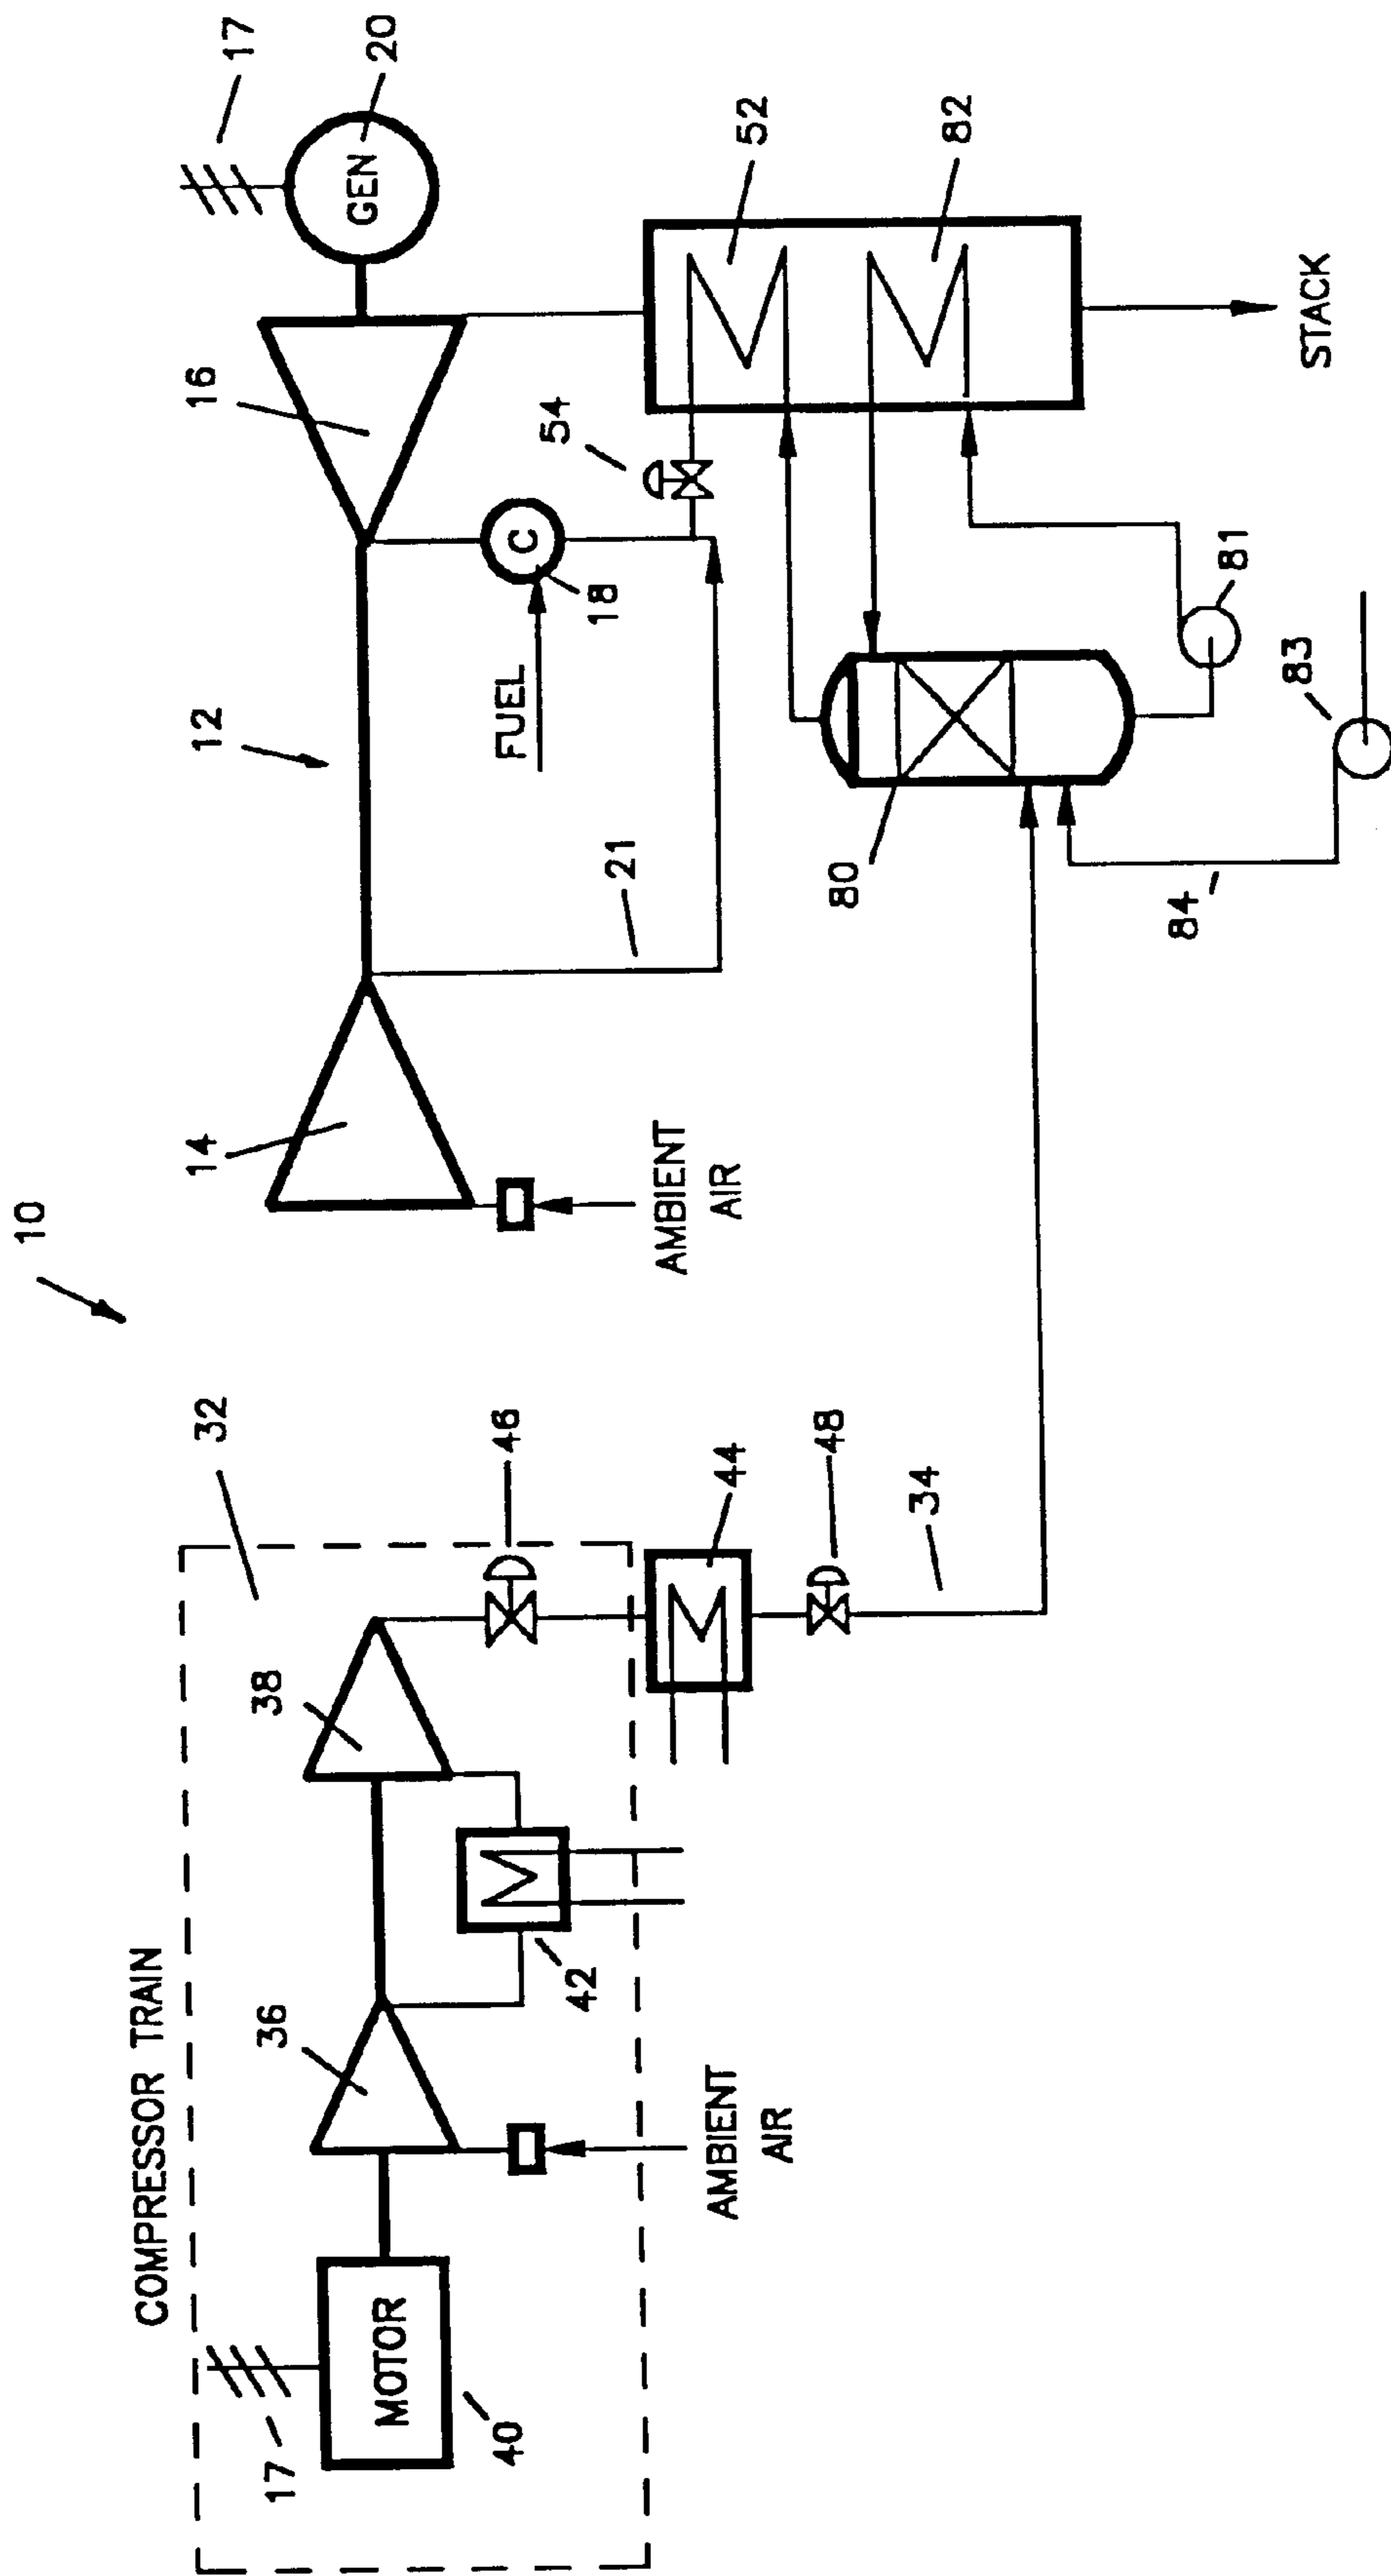 10
COMPRESSOR TRAIN
32
17
MOTOR
40
36
42
38
46
44
48
34
AMBIENT
AIR
14
12
16
17
GEN
20
AMBIENT
AIR
21
FUEL
C
18
54
52
82
80
84
81
83
STACK